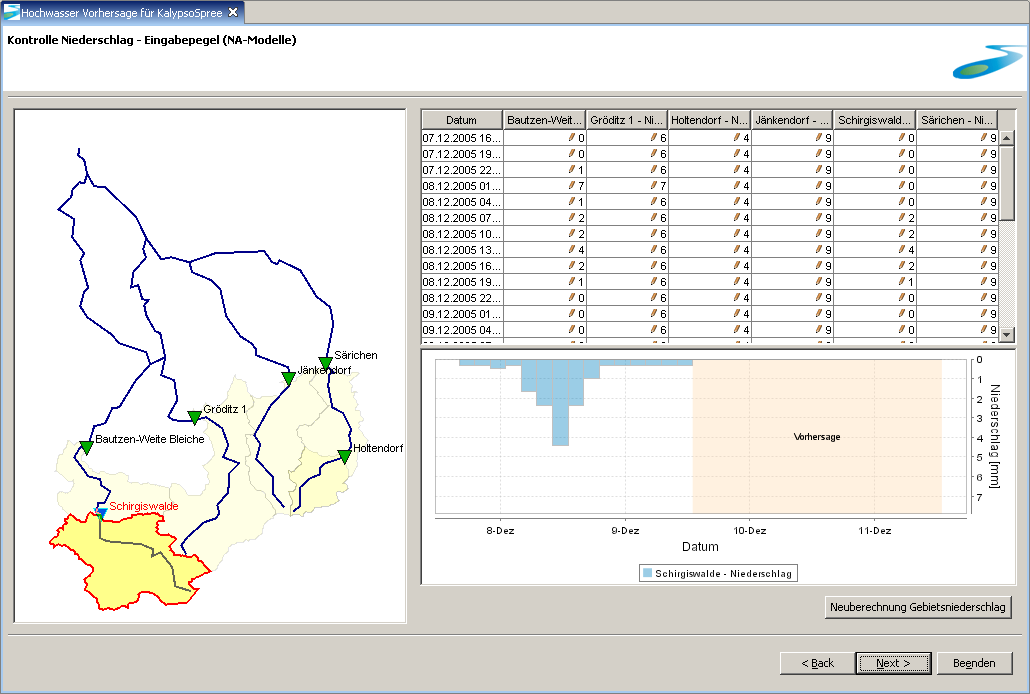 Hochwasser Vorhersage für KalypsoSpree
Kontrolle Niederschlag - Eingabepegel (NA-Modelle)
Särichen
Jänkendorf
Gröditz 1
Bautzen-Weite Bleiche
Holtendorf
Schirgiswalde
Datum Bautzen-Weit... Gröditz 1 - Ni... Holtendorf - N... Jänkendorf - ... Schirgiswald... Särichen - Ni...
07.12.2005 16... 0 6 4 9 0 9
07.12.2005 19... 0 6 4 9 0 9
07.12.2005 22... 1 6 4 9 0 9
08.12.2005 01... 7 7 4 9 0 9
08.12.2005 04... 1 6 4 9 0 9
08.12.2005 07... 2 6 4 9 2 9
08.12.2005 10... 2 6 4 9 2 9
08.12.2005 13... 4 6 4 9 4 9
08.12.2005 16... 2 6 4 9 2 9
08.12.2005 19... 1 6 4 9 1 9
08.12.2005 22... 0 6 4 9 0 9
09.12.2005 01... 0 6 4 9 0 9
09.12.2005 04... 0 6 4 9 0 9
Vorhersage
0
1
2
3
4
5
6
7
Niederschlag [mm]
8-Dez 9-Dez 10-Dez 11-Dez
Datum
Schirgiswalde - Niederschlag
Neuberechnung Gebietsniederschlag
< Back Next > Beenden